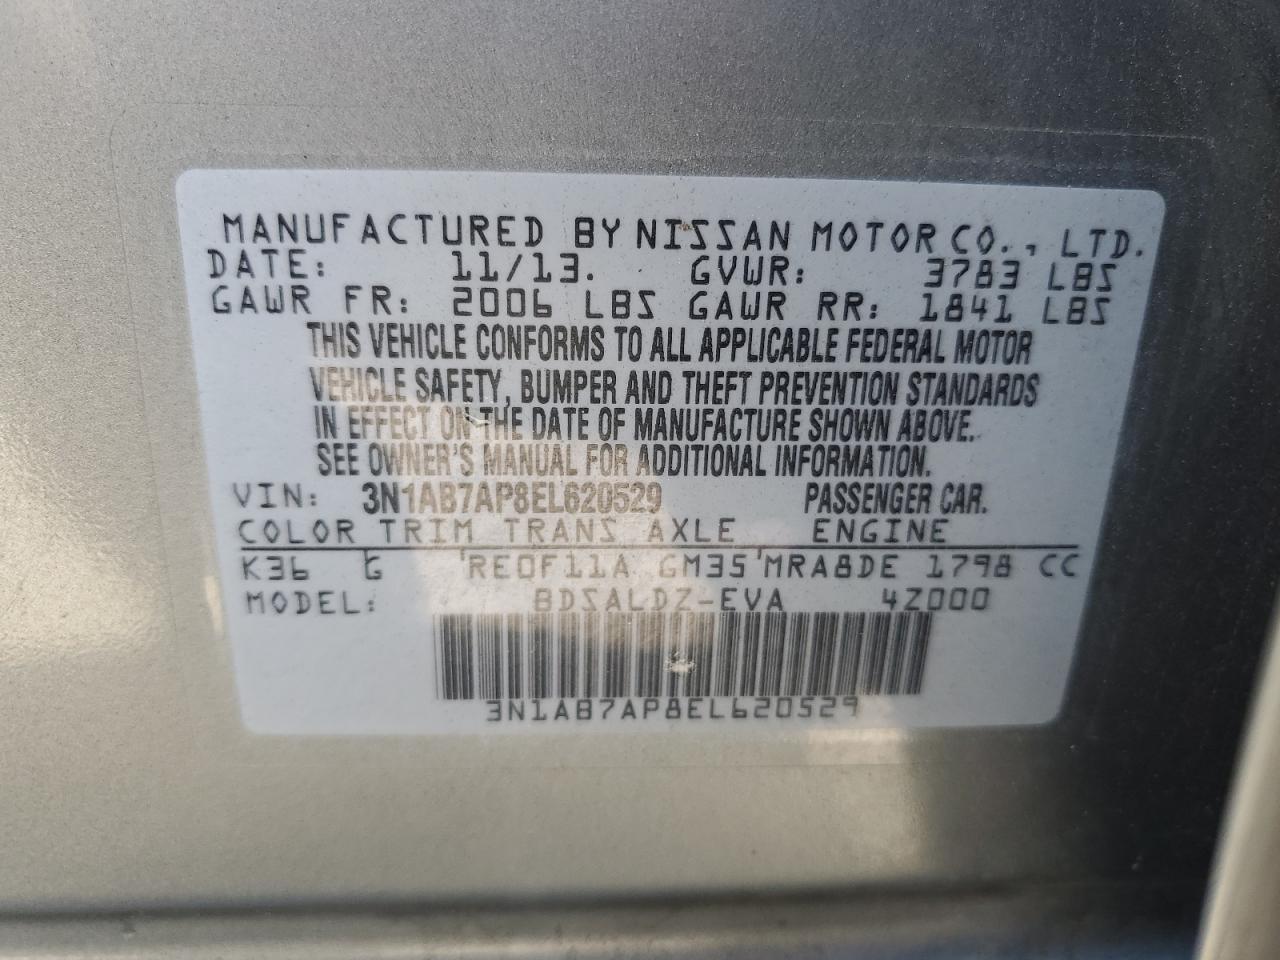 MANUFACTURED BY NISSAN MOTOR CO., LTD.
DATE: 11/13. GVWR: 3783 LBS
GAWR FR: 2006 LBS GAWR RR: 1841 LBS
THIS VEHICLE CONFORMS TO ALL APPLICABLE FEDERAL MOTOR
VEHICLE SAFETY, BUMPER AND THEFT PREVENTION STANDARDS
IN EFFECT ON THE DATE OF MANUFACTURE SHOWN ABOVE.
SEE OWNER'S MANUAL FOR ADDITIONAL INFORMATION.
VIN: 3N1AB7AP8EL620529 PASSENGER CAR.
COLOR TRIM TRANS AXLE ENGINE
K36 G RE0F11A GM35 MRA8DE 1798 CC
MODEL: BDSALDZ-EVA 4Z000
3N1AB7AP8EL620529